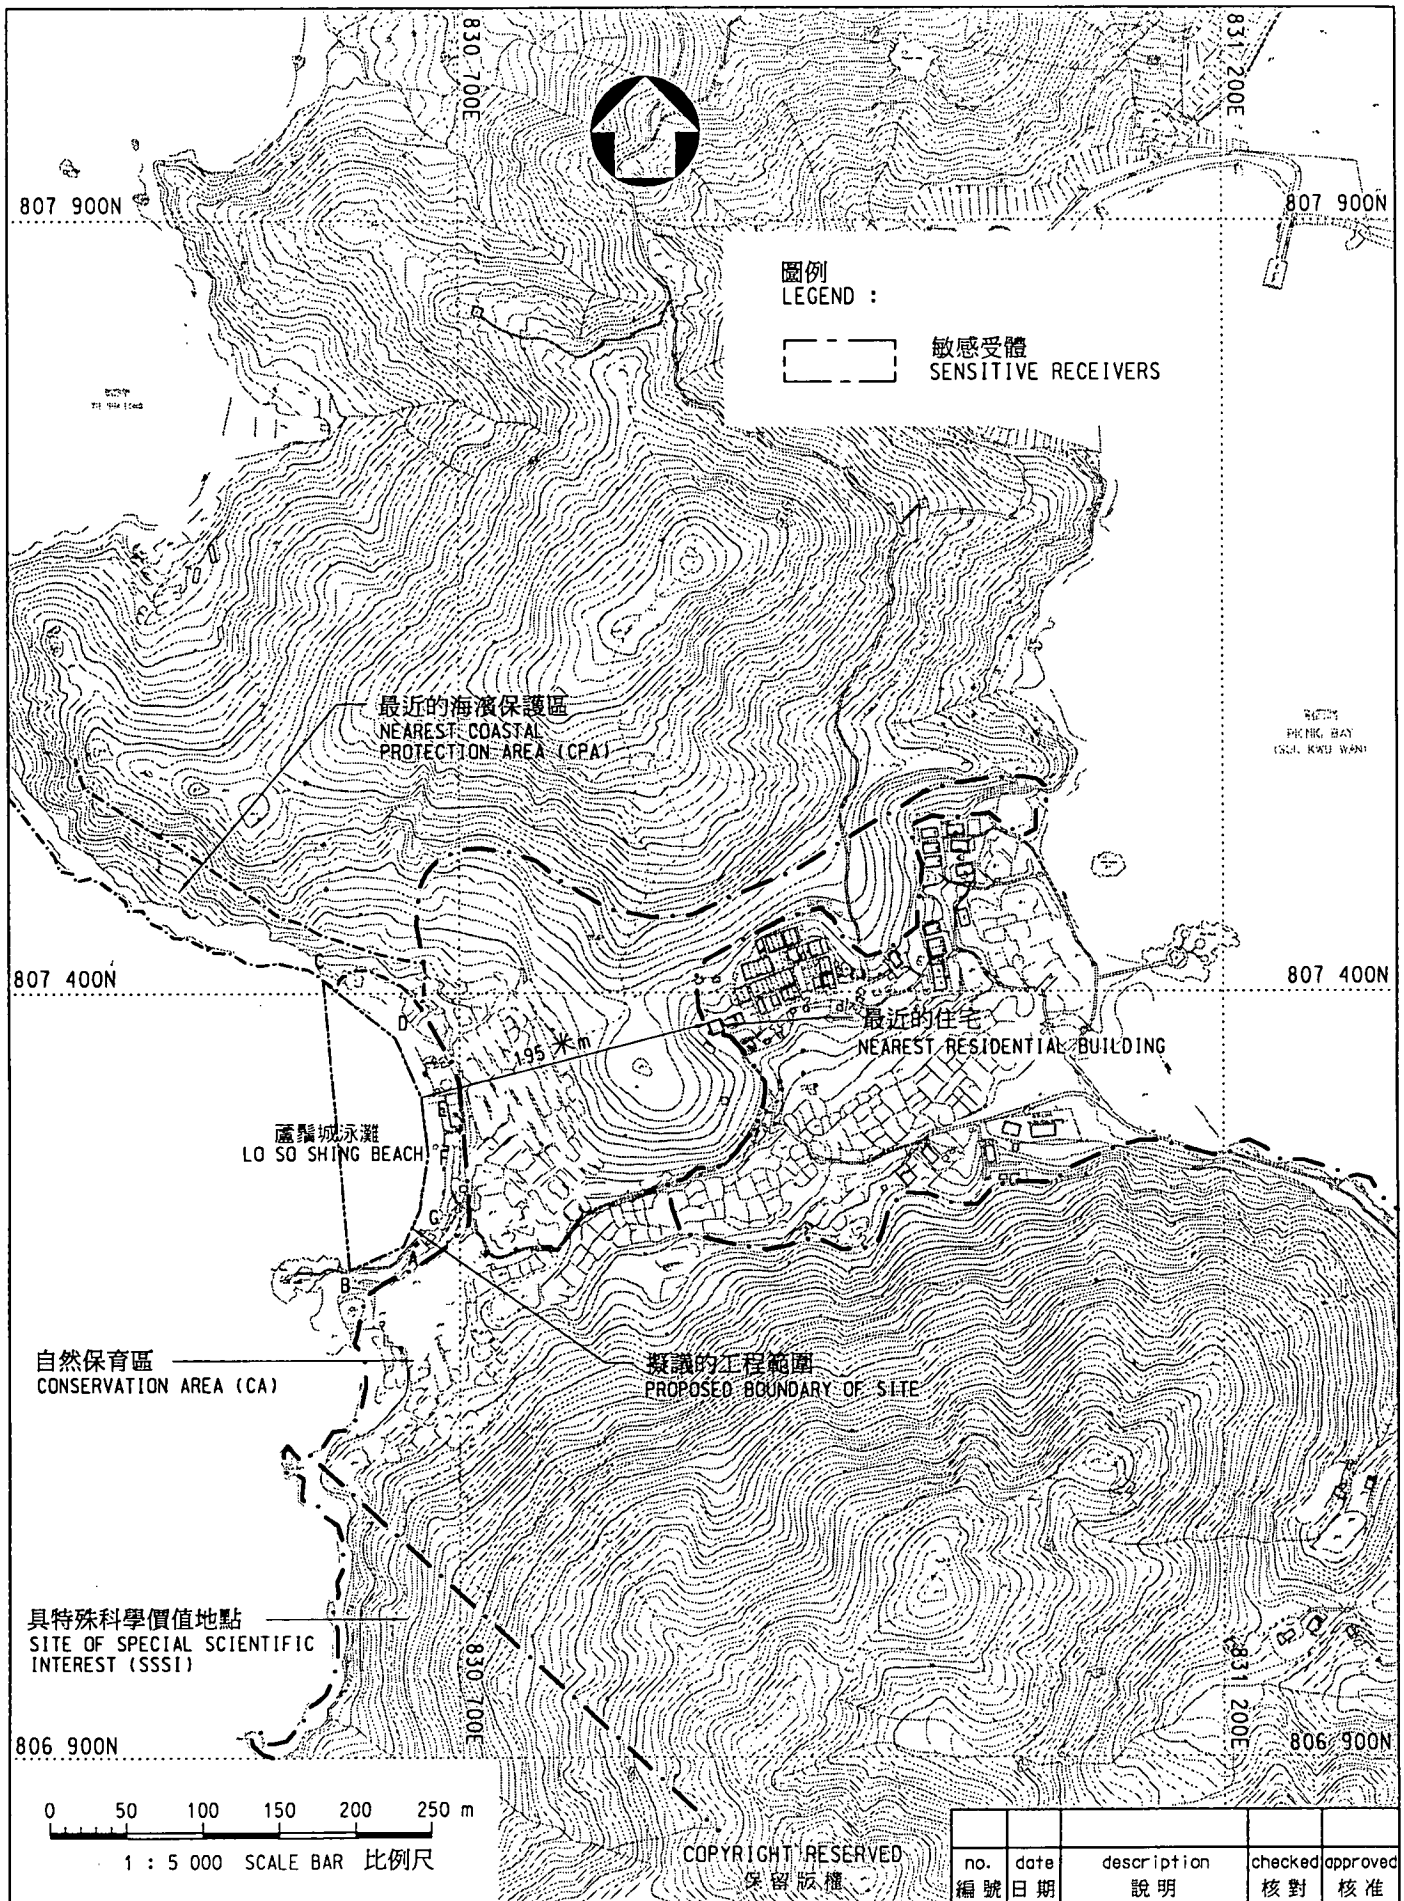 830 700E
831 200E
807 900N
807 900N
圖例
LEGEND :
敏感受體
SENSITIVE RECEIVERS
最近的海濱保護區
NEAREST COASTAL
PROTECTION AREA (CPA)
PICNIC BAY
(SOK KWU WAN)
C
807 400N
807 400N
D
195 m
最近的住宅
NEAREST RESIDENTIAL BUILDING
蘆鬚城泳灘
LO SO SHING BEACH
G
A
B
自然保育區
CONSERVATION AREA (CA)
擬議的工程範圍
PROPOSED BOUNDARY OF SITE
具特殊科學價值地點
SITE OF SPECIAL SCIENTIFIC
INTEREST (SSSI)
830 700E
831 200E
806 900N
806 900N
0 50 100 150 200 250 m
1 : 5 000 SCALE BAR 比例尺
COPYRIGHT RESERVED
保留版權
no. date description checked approved
編號 日期 說明 核對 核准